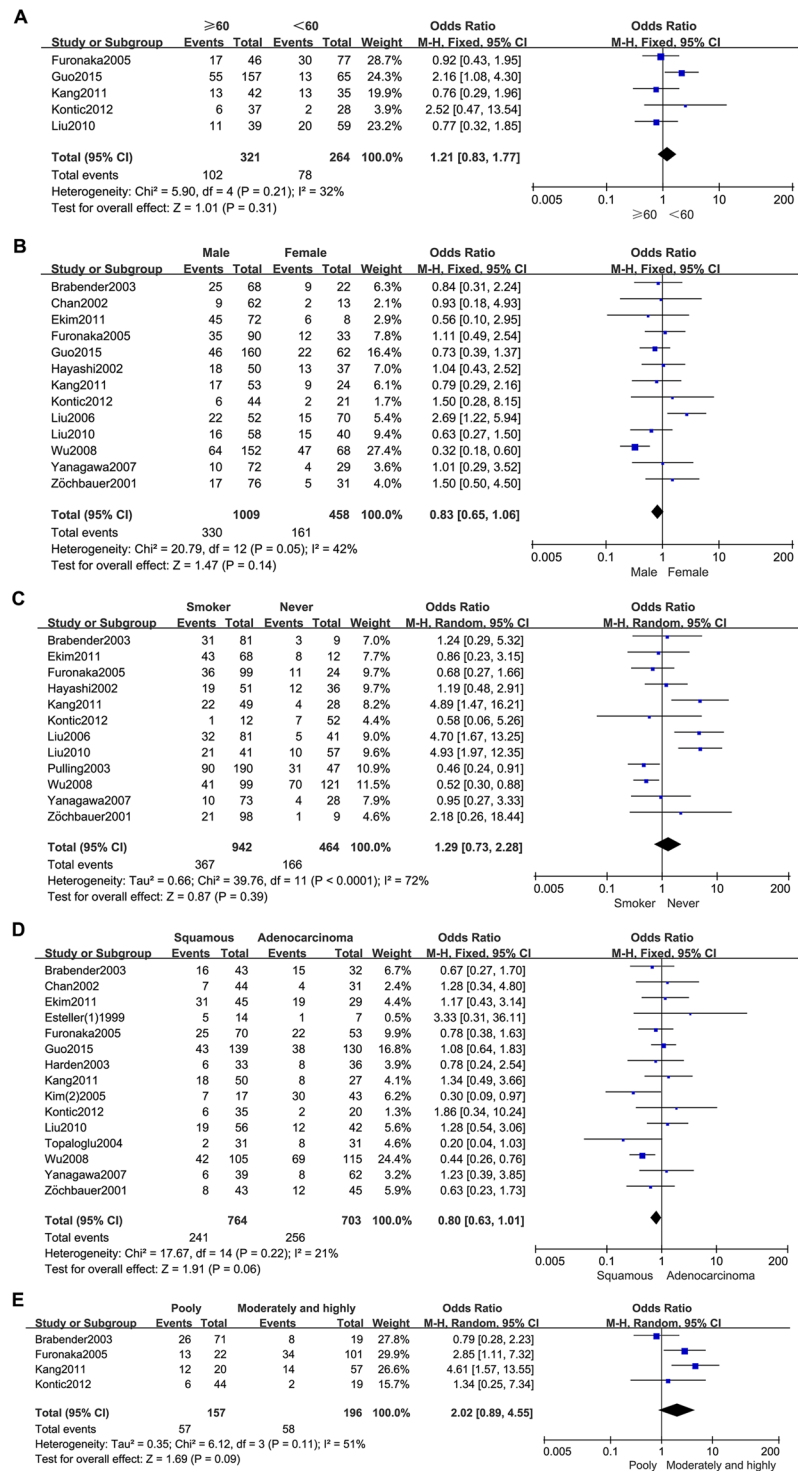 A
≥60 <60 Odds Ratio Odds Ratio
Study or Subgroup Events Total Events Total Weight M-H, Fixed, 95% CI M-H, Fixed, 95% CI
Furonaka2005 17 46 30 77 28.7% 0.92 [0.43, 1.95]
Guo2015 55 157 13 65 24.3% 2.16 [1.08, 4.30]
Kang2011 13 42 13 35 19.9% 0.76 [0.29, 1.96]
Kontic2012 6 37 2 28 3.9% 2.52 [0.47, 13.54]
Liu2010 11 39 20 59 23.2% 0.77 [0.32, 1.85]
Total (95% CI) 321 264 100.0% 1.21 [0.83, 1.77]
Total events 102 78
Heterogeneity: Chi² = 5.90, df = 4 (P = 0.21); I² = 32%
Test for overall effect: Z = 1.01 (P = 0.31)
0.005 0.1 1 10 200
≥60 <60
B
Male Female Odds Ratio Odds Ratio
Study or Subgroup Events Total Events Total Weight M-H, Fixed, 95% CI M-H, Fixed, 95% CI
Brabender2003 25 68 9 22 6.3% 0.84 [0.31, 2.24]
Chan2002 9 62 2 13 2.1% 0.93 [0.18, 4.93]
Ekim2011 45 72 6 8 2.9% 0.56 [0.10, 2.95]
Furonaka2005 35 90 12 33 7.8% 1.11 [0.49, 2.54]
Guo2015 46 160 22 62 16.4% 0.73 [0.39, 1.37]
Hayashi2002 18 50 13 37 7.0% 1.04 [0.43, 2.52]
Kang2011 17 53 9 24 6.1% 0.79 [0.29, 2.16]
Kontic2012 6 44 2 21 1.7% 1.50 [0.28, 8.15]
Liu2006 22 52 15 70 5.4% 2.69 [1.22, 5.94]
Liu2010 16 58 15 40 9.4% 0.63 [0.27, 1.50]
Wu2008 64 152 47 68 27.4% 0.32 [0.18, 0.60]
Yanagawa2007 10 72 4 29 3.6% 1.01 [0.29, 3.52]
Zöchbauer2001 17 76 5 31 4.0% 1.50 [0.50, 4.50]
Total (95% CI) 1009 458 100.0% 0.83 [0.65, 1.06]
Total events 330 161
Heterogeneity: Chi² = 20.79, df = 12 (P = 0.05); I² = 42%
Test for overall effect: Z = 1.47 (P = 0.14)
0.005 0.1 1 10 200
Male Female
C
Smoker Never Odds Ratio Odds Ratio
Study or Subgroup Events Total Events Total Weight M-H, Random, 95% CI M-H, Random, 95% CI
Brabender2003 31 81 3 9 7.0% 1.24 [0.29, 5.32]
Ekim2011 43 68 8 12 7.7% 0.86 [0.23, 3.15]
Furonaka2005 36 99 11 24 9.5% 0.68 [0.27, 1.66]
Hayashi2002 19 51 12 36 9.5% 1.19 [0.48, 2.91]
Kang2011 22 49 4 28 8.4% 4.89 [1.47, 16.21]
Kontic2012 1 12 7 52 4.4% 0.58 [0.06, 5.26]
Liu2006 32 81 5 41 9.0% 4.70 [1.67, 13.25]
Liu2010 21 41 10 57 9.6% 4.93 [1.97, 12.35]
Pulling2003 90 190 31 47 10.9% 0.46 [0.24, 0.91]
Wu2008 41 99 70 121 11.5% 0.52 [0.30, 0.88]
Yanagawa2007 10 73 4 28 7.9% 0.95 [0.27, 3.33]
Zöchbauer2001 21 98 1 9 4.6% 2.18 [0.26, 18.44]
Total (95% CI) 942 464 100.0% 1.29 [0.73, 2.28]
Total events 367 166
Heterogeneity: Tau² = 0.66; Chi² = 39.76, df = 11 (P < 0.0001); I² = 72%
Test for overall effect: Z = 0.87 (P = 0.39)
0.005 0.1 1 10 200
Smoker Never
D
Squamous Adenocarcinoma Odds Ratio Odds Ratio
Study or Subgroup Events Total Events Total Weight M-H, Fixed, 95% CI M-H, Fixed, 95% CI
Brabender2003 16 43 15 32 6.7% 0.67 [0.27, 1.70]
Chan2002 7 44 4 31 2.4% 1.28 [0.34, 4.80]
Ekim2011 31 45 19 29 4.4% 1.17 [0.43, 3.14]
Esteller(1)1999 5 14 1 7 0.5% 3.33 [0.31, 36.11]
Furonaka2005 25 70 22 53 9.9% 0.78 [0.38, 1.63]
Guo2015 43 139 38 130 16.8% 1.08 [0.64, 1.83]
Harden2003 6 33 8 36 3.9% 0.78 [0.24, 2.54]
Kang2011 18 50 8 27 4.1% 1.34 [0.49, 3.66]
Kim(2)2005 7 17 30 43 6.3% 0.30 [0.09, 0.97]
Kontic2012 6 35 2 20 1.3% 1.86 [0.34, 10.24]
Liu2010 19 56 12 42 5.6% 1.28 [0.54, 3.06]
Topaloglu2004 2 31 8 31 4.6% 0.20 [0.04, 1.03]
Wu2008 42 105 69 115 24.4% 0.44 [0.26, 0.76]
Yanagawa2007 6 39 8 62 3.2% 1.23 [0.39, 3.85]
Zöchbauer2001 8 43 12 45 5.9% 0.63 [0.23, 1.73]
Total (95% CI) 764 703 100.0% 0.80 [0.63, 1.01]
Total events 241 256
Heterogeneity: Chi² = 17.67, df = 14 (P = 0.22); I² = 21%
Test for overall effect: Z = 1.91 (P = 0.06)
0.005 0.1 1 10 200
Squamous Adenocarcinoma
E
Pooly Moderately and highly Odds Ratio Odds Ratio
Study or Subgroup Events Total Events Total Weight M-H, Random, 95% CI M-H, Random, 95% CI
Brabender2003 26 71 8 19 27.8% 0.79 [0.28, 2.23]
Furonaka2005 13 22 34 101 29.9% 2.85 [1.11, 7.32]
Kang2011 12 20 14 57 26.6% 4.61 [1.57, 13.55]
Kontic2012 6 44 2 19 15.7% 1.34 [0.25, 7.34]
Total (95% CI) 157 196 100.0% 2.02 [0.89, 4.55]
Total events 57 58
Heterogeneity: Tau² = 0.35; Chi² = 6.12, df = 3 (P = 0.11); I² = 51%
Test for overall effect: Z = 1.69 (P = 0.09)
0.005 0.1 1 10 200
Pooly Moderately and highly